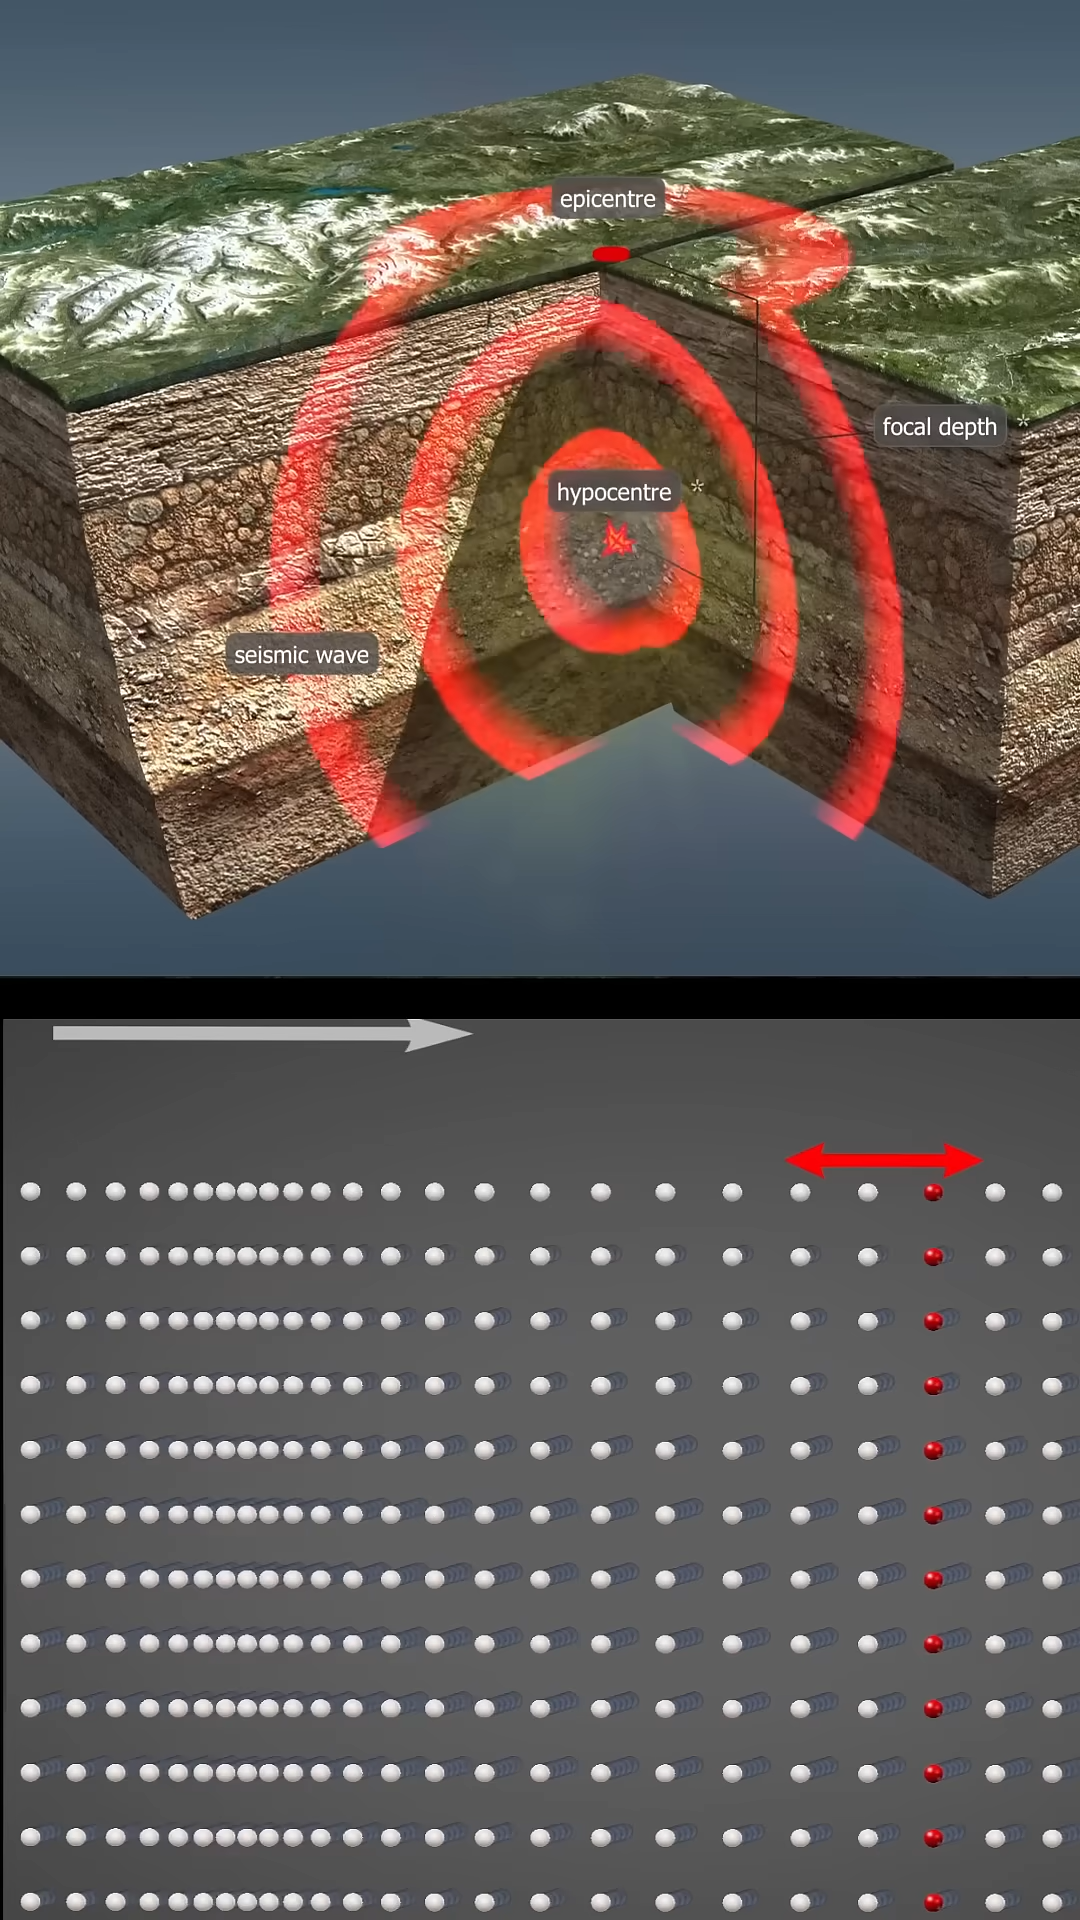 epicentre
focal depth *
hypocentre *
seismic wave